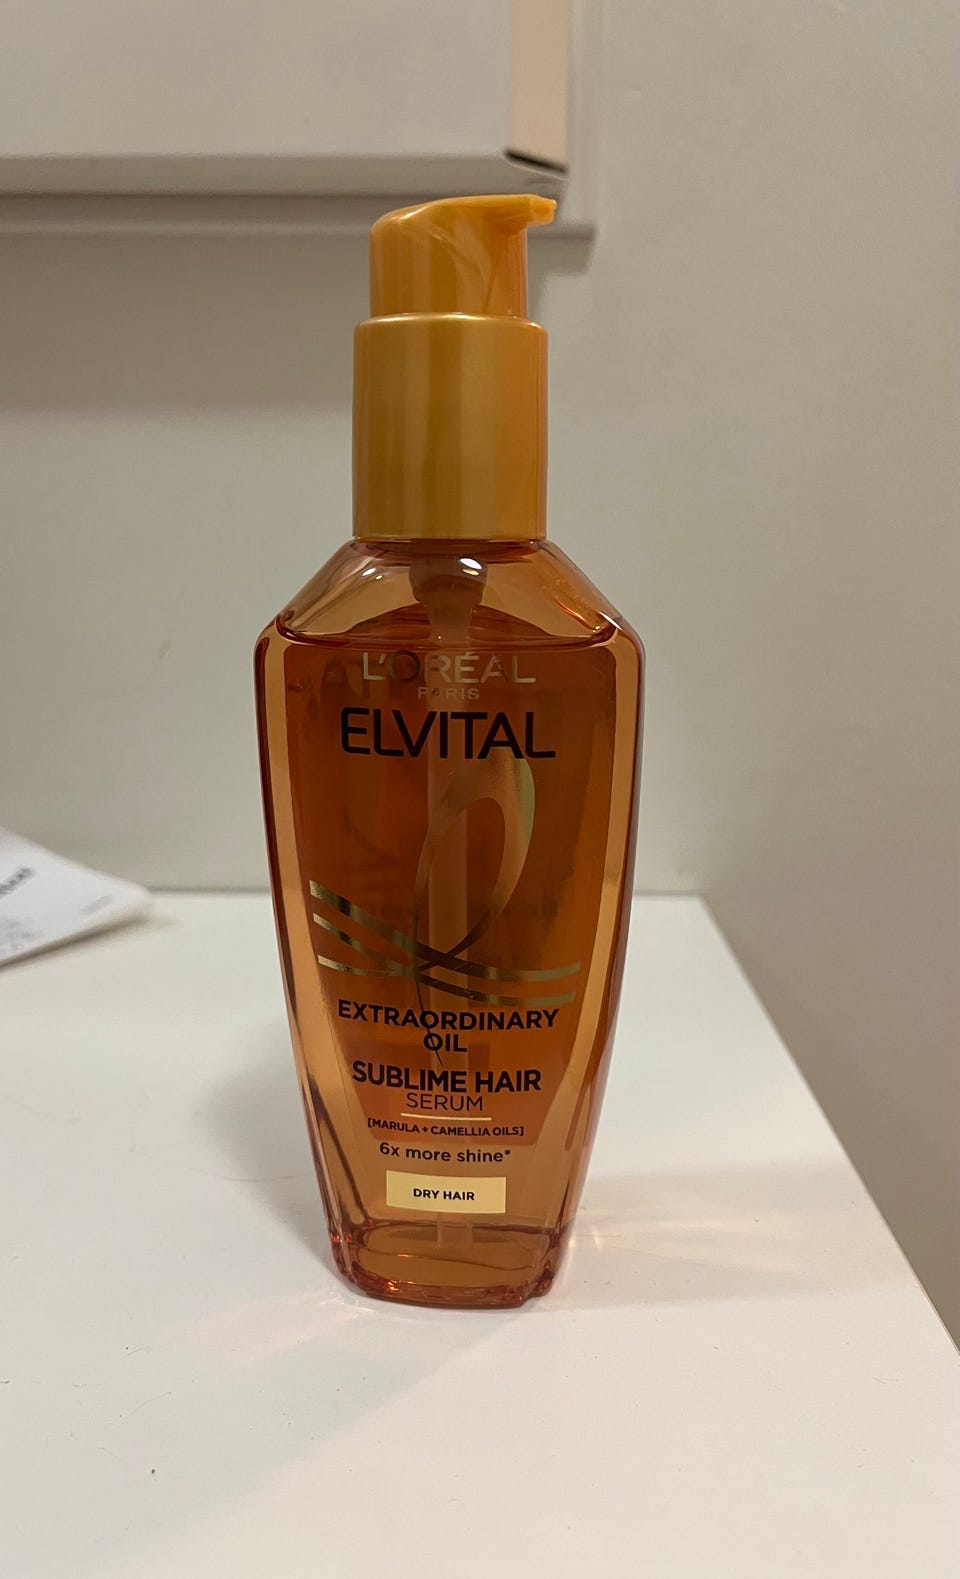 L'ORÉAL
PARIS
ELVITAL
EXTRAORDINARY
OIL
SUBLIME HAIR
SERUM
[MARULA + CAMELLIA OILS]
6x more shine*
DRY HAIR